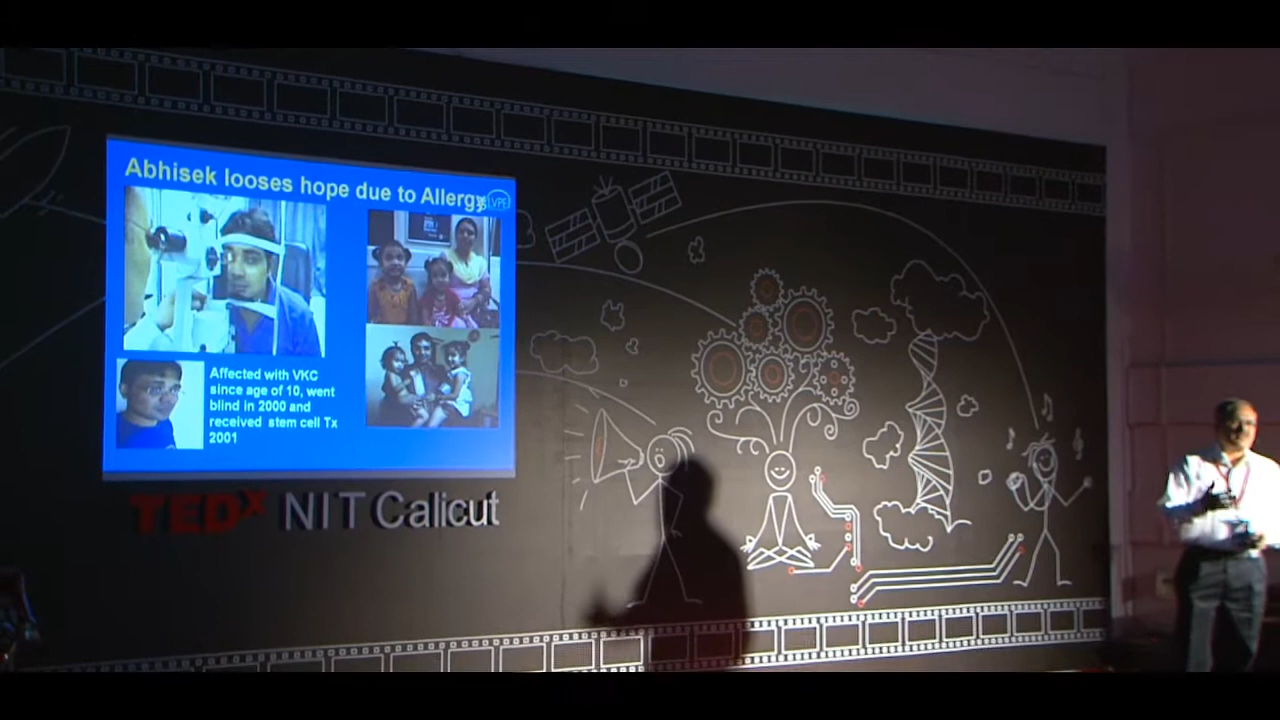 Abhisek looses hope due to Allergy
Affected with VKC
since age of 10, went
blind in 2000 and
received stem cell Tx
2001
TEDx NIT Calicut